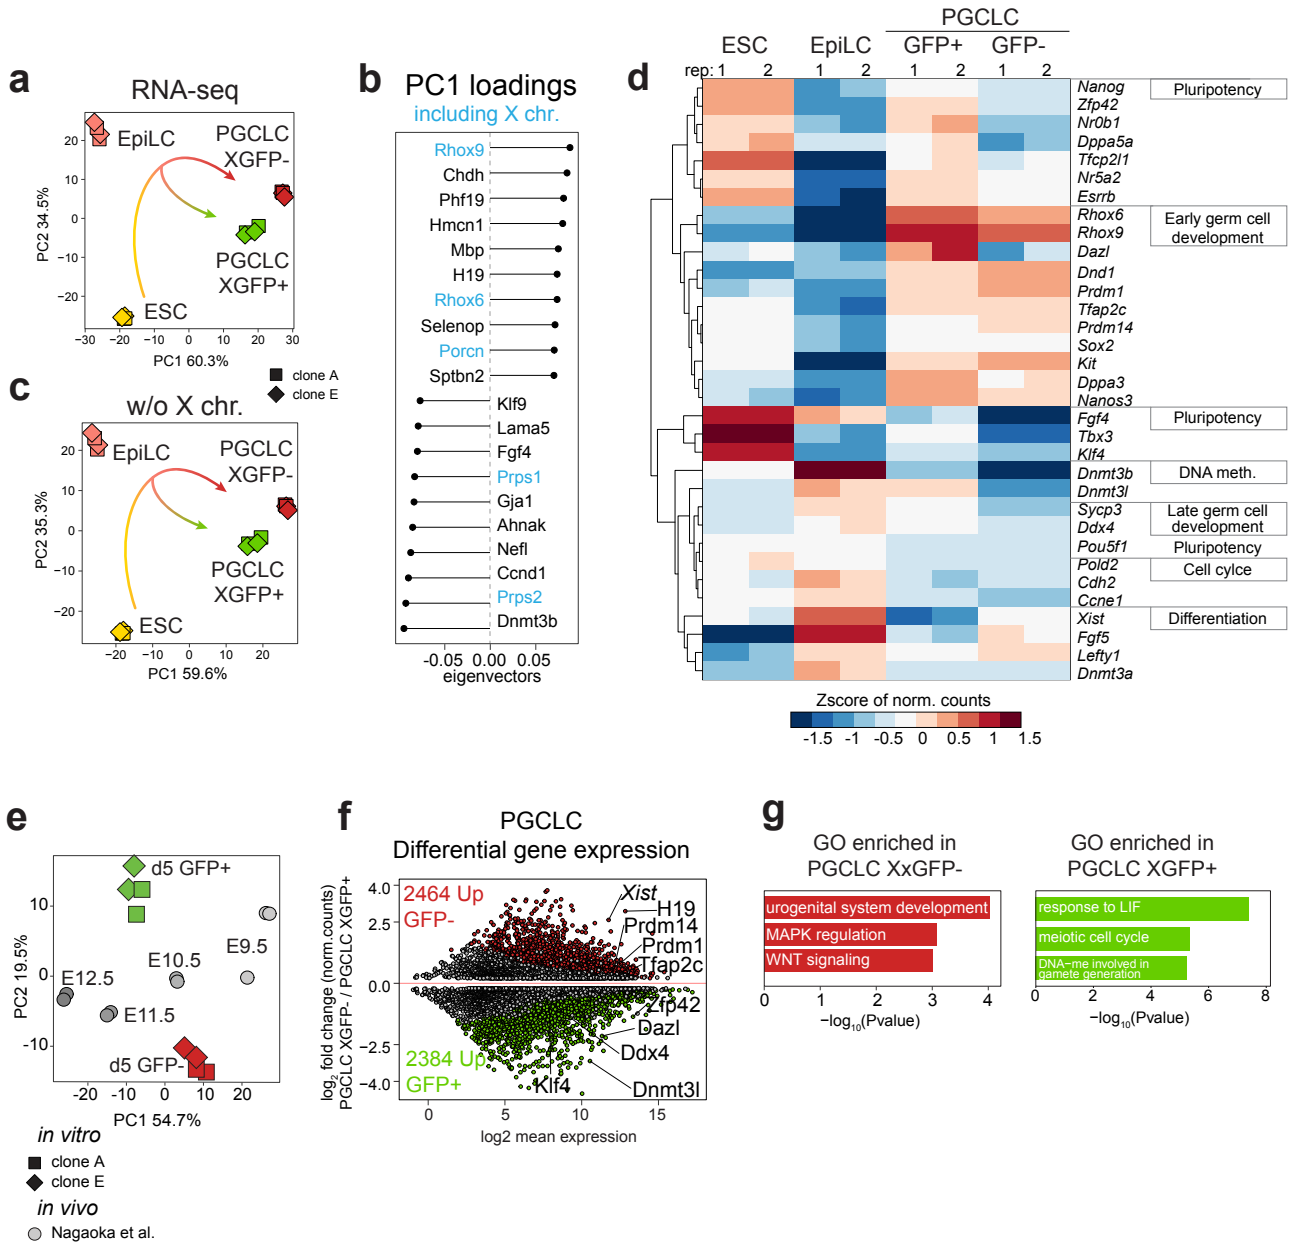 a
RNA-seq
EpiLC
PGCLC
XGFP-
PGCLC
XGFP+
ESC
20
10
0
−10
−20
PC2 34.5%
−30
−20
−10
0
10
20
30
PC1 60.3%
clone A
clone E
b
PC1 loadings
including X chr.
Rhox9
Chdh
Phf19
Hmcn1
Mbp
H19
Rhox6
Selenop
Porcn
Sptbn2
Klf9
Lama5
Fgf4
Prps1
Gja1
Ahnak
Nefl
Ccnd1
Prps2
Dnmt3b
-0.05
0.00
0.05
eigenvectors
c
w/o X chr.
EpiLC
PGCLC
XGFP-
PGCLC
XGFP+
ESC
20
10
0
−10
−20
PC2 35.3%
−20
−10
0
10
20
PC1 59.6%
d
PGCLC
ESC
EpiLC
GFP+
GFP-
rep: 1 2 1 2 1 2 1 2
Nanog
Zfp42
Nr0b1
Dppa5a
Tfcp2l1
Nr5a2
Esrrb
Rhox6
Rhox9
Dazl
Dnd1
Prdm1
Tfap2c
Prdm14
Sox2
Kit
Dppa3
Nanos3
Fgf4
Tbx3
Klf4
Dnmt3b
Dnmt3l
Sycp3
Ddx4
Pou5f1
Pold2
Cdh2
Ccne1
Xist
Fgf5
Lefty1
Dnmt3a
Pluripotency
Early germ cell
development
Pluripotency
DNA meth.
Late germ cell
development
Pluripotency
Cell cylce
Differentiation
Zscore of norm. counts
-1.5
-1
-0.5
0
0.5
1
1.5
e
d5 GFP+
E9.5
E10.5
E12.5
E11.5
d5 GFP-
10
0
-10
PC2 19.5%
-20
-10
0
10
20
PC1 54.7%
in vitro
clone A
clone E
in vivo
Nagaoka et al.
f
PGCLC
Differential gene expression
2464 Up
GFP-
Xist
H19
Prdm14
Prdm1
Tfap2c
Zfp42
Dazl
Ddx4
Klf4
Dnmt3l
2384 Up
GFP+
4.0
2.5
0.0
−2.5
−4.0
log2 fold change (norm.counts)
PGCLC XGFP- / PGCLC XGFP+
0
5
10
15
log2 mean expression
g
GO enriched in
PGCLC XxGFP-
urogenital system development
MAPK regulation
WNT signaling
0
1
2
3
4
−log10(Pvalue)
GO enriched in
PGCLC XGFP+
response to LIF
meiotic cell cycle
DNA−me involved in
gamete generation
0
2
4
6
8
−log10(Pvalue)